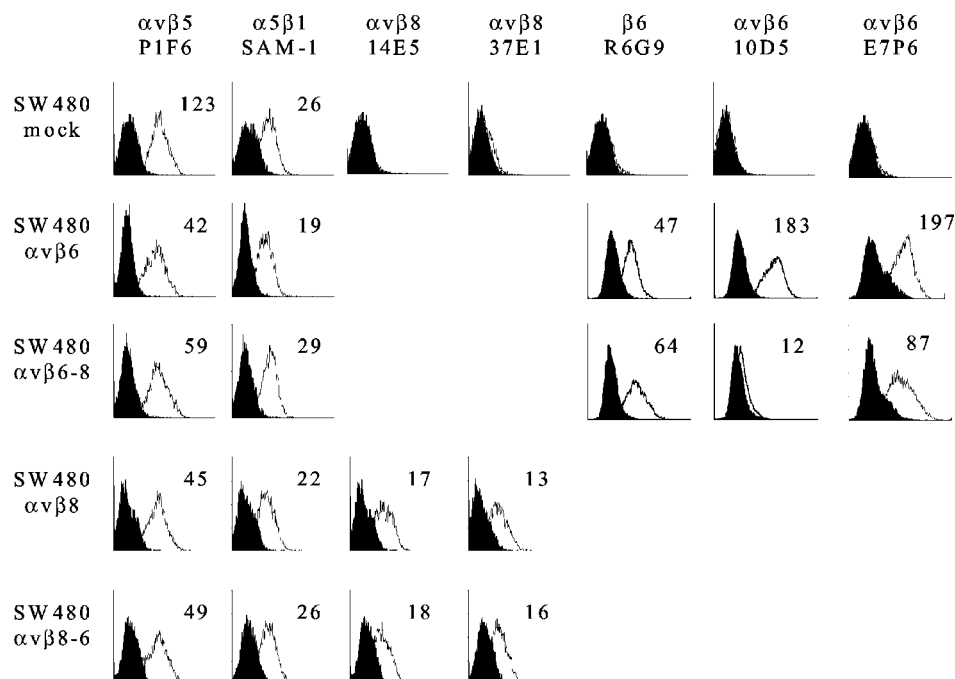 αvβ5 α5β1 αvβ8 αvβ8 β6 αvβ6 αvβ6
P1F6 SAM-1 14E5 37E1 R6G9 10D5 E7P6
SW480
mock
123 26
SW480
αvβ6
42 19 47 183 197
SW480
αvβ6-8
59 29 64 12 87
SW480
αvβ8
45 22 17 13
SW480
αvβ8-6
49 26 18 16